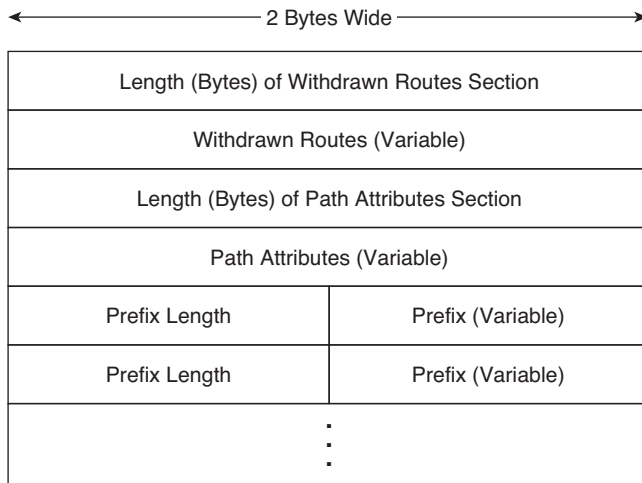 2 Bytes Wide
Length (Bytes) of Withdrawn Routes Section
Withdrawn Routes (Variable)
Length (Bytes) of Path Attributes Section
Path Attributes (Variable)
Prefix Length Prefix (Variable)
Prefix Length Prefix (Variable)